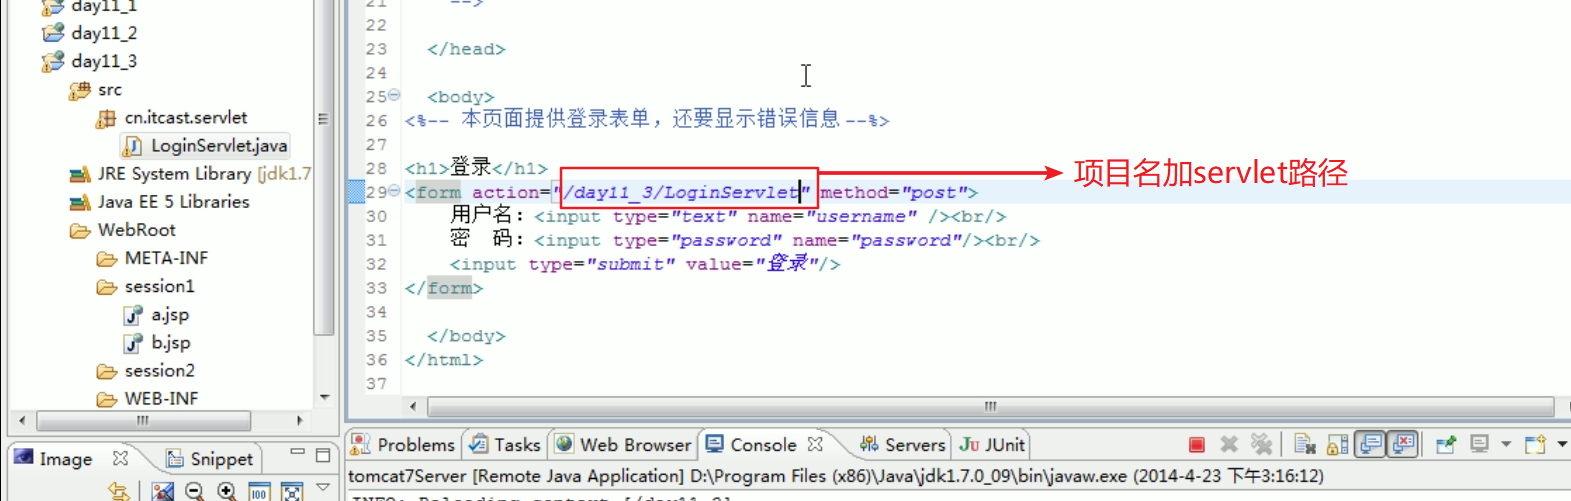 day11_1
day11_2
day11_3
src
cn.itcast.servlet
LoginServlet.java
JRE System Library [jdk1.7
Java EE 5 Libraries
WebRoot
META-INF
session1
a.jsp
b.jsp
session2
WEB-INF
21 -->
22
23 </head>
24
25 <body>
26 <%-- 本页面提供登录表单，还要显示错误信息 --%>
27
28 <h1>登录</h1>
29 <form action="/day11_3/LoginServlet" method="post">
30 用户名：<input type="text" name="username" /><br/>
31 密　码：<input type="password" name="password"/><br/>
32 <input type="submit" value="登录"/>
33 </form>
34
35 </body>
36 </html>
37
项目名加servlet路径
Image
Snippet
Problems
Tasks
Web Browser
Console
Servers
JUnit
tomcat7Server [Remote Java Application] D:\Program Files (x86)\Java\jdk1.7.0_09\bin\javaw.exe (2014-4-23 下午3:16:12)